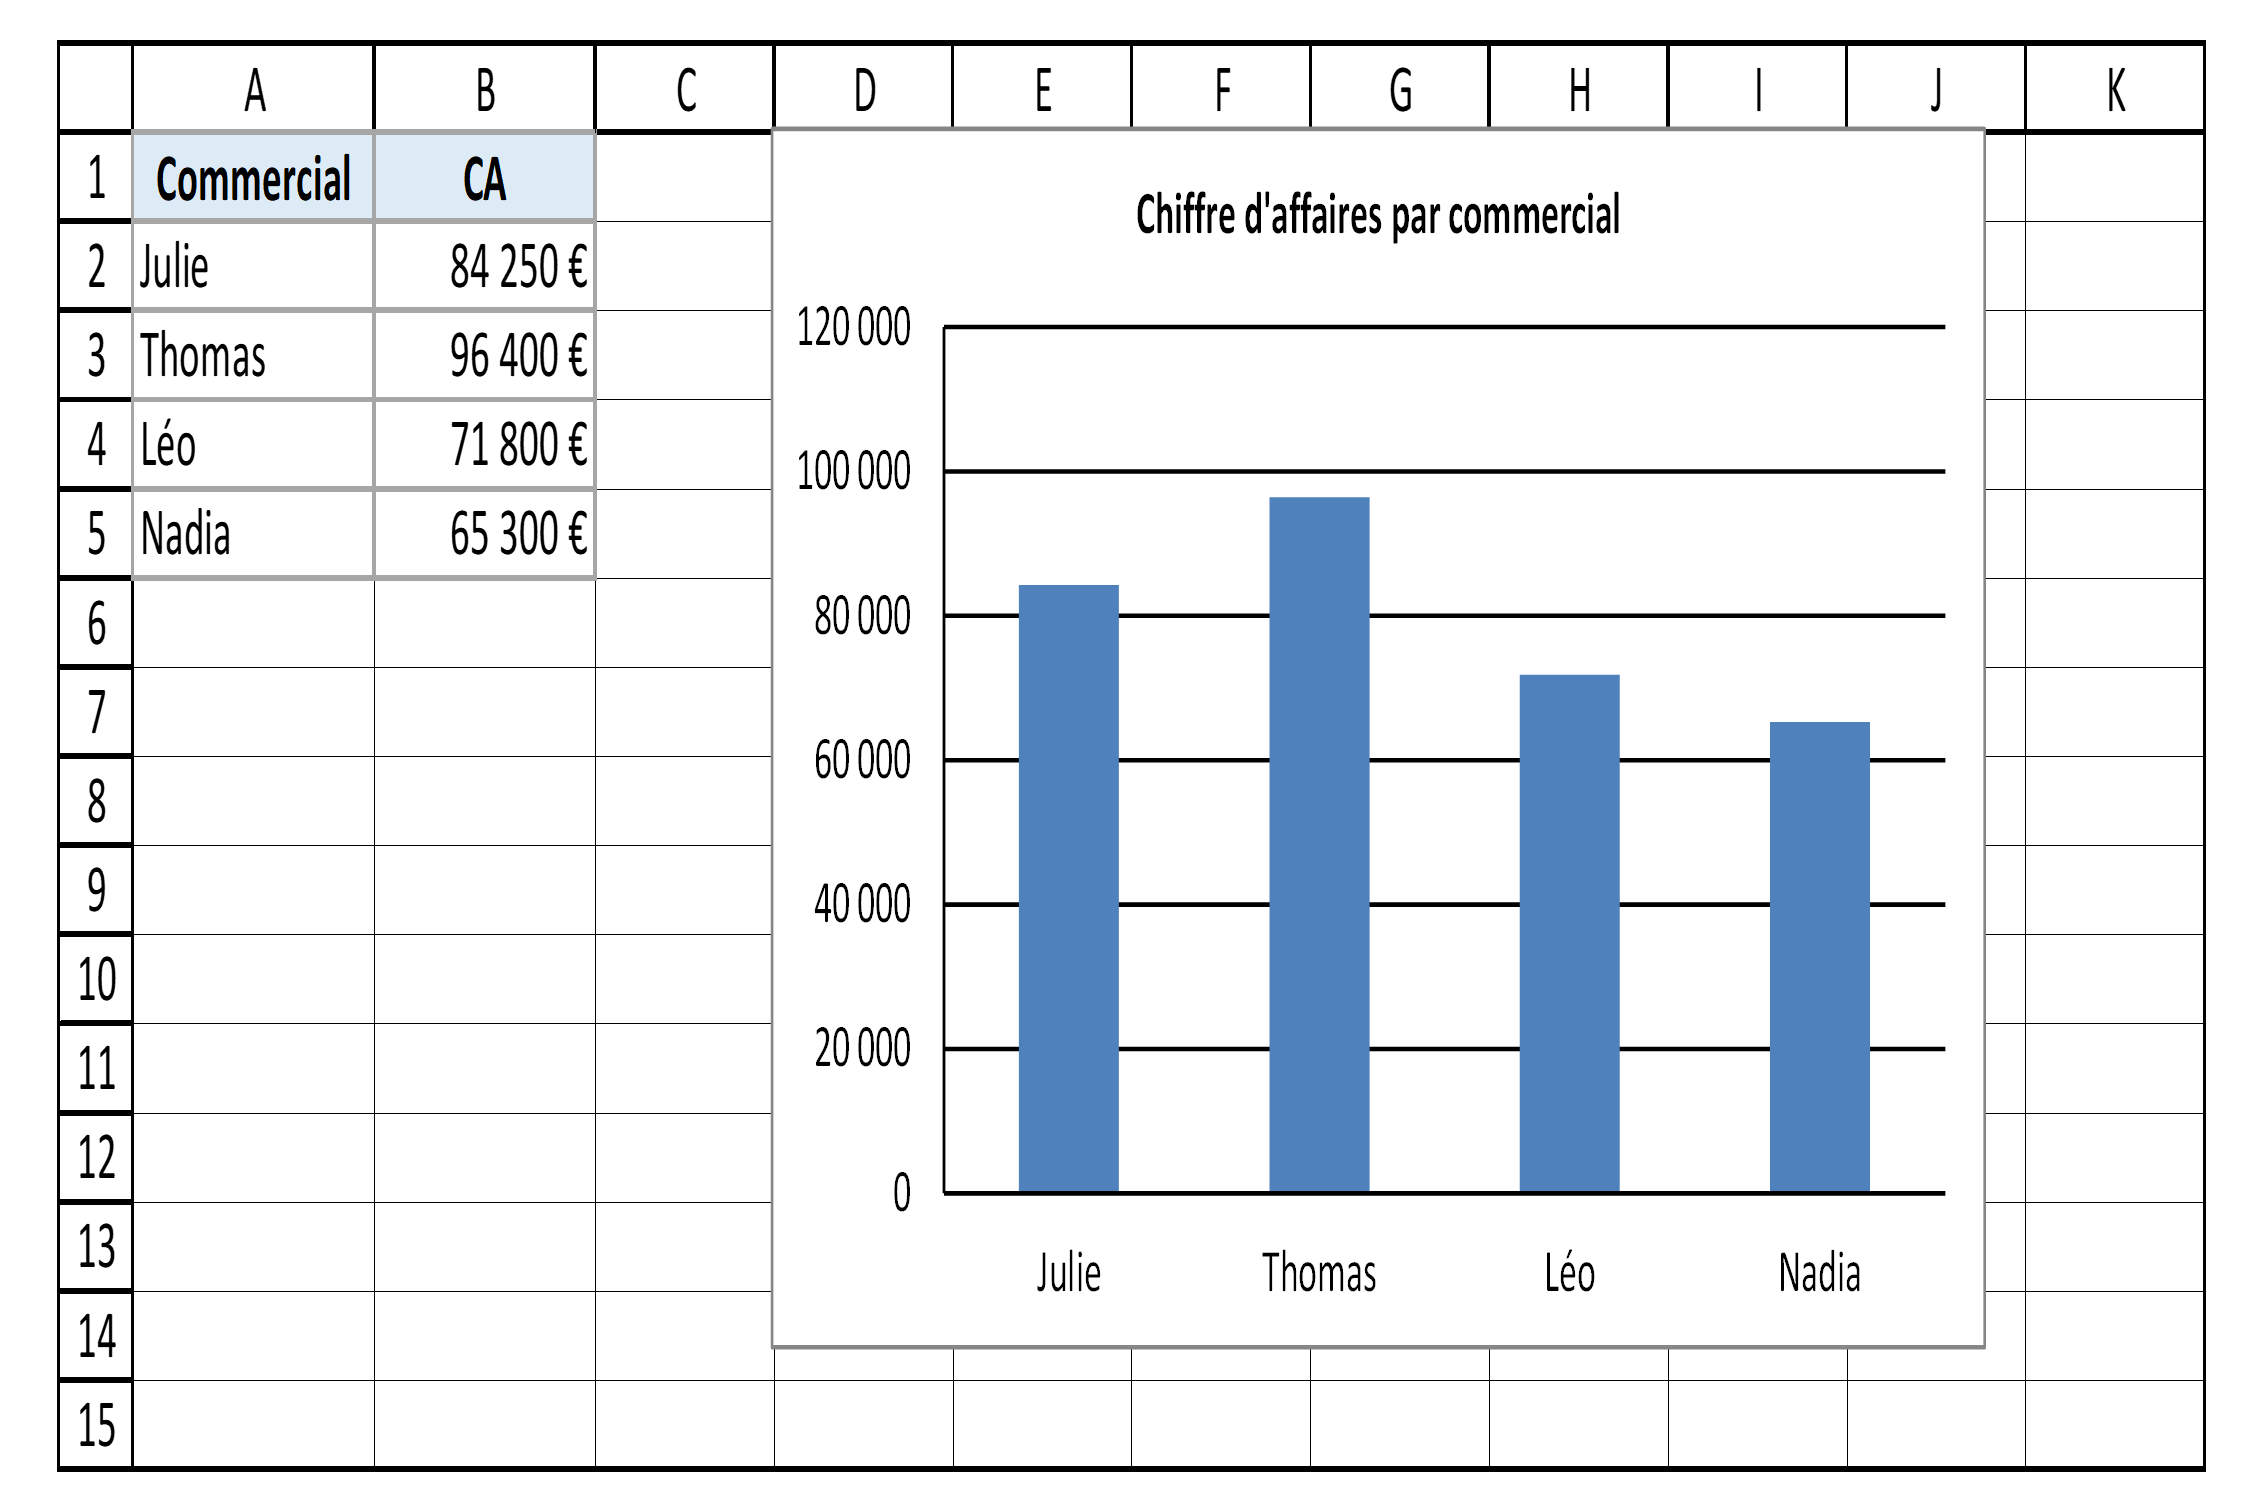 A B C D E F G H I J K
1 Commercial CA
2 Julie 84 250 €
3 Thomas 96 400 €
4 Léo 71 800 €
5 Nadia 65 300 €
6
7
8
9
10
11
12
13
14
15
Chiffre d'affaires par commercial
120 000
100 000
80 000
60 000
40 000
20 000
0
Julie Thomas Léo Nadia